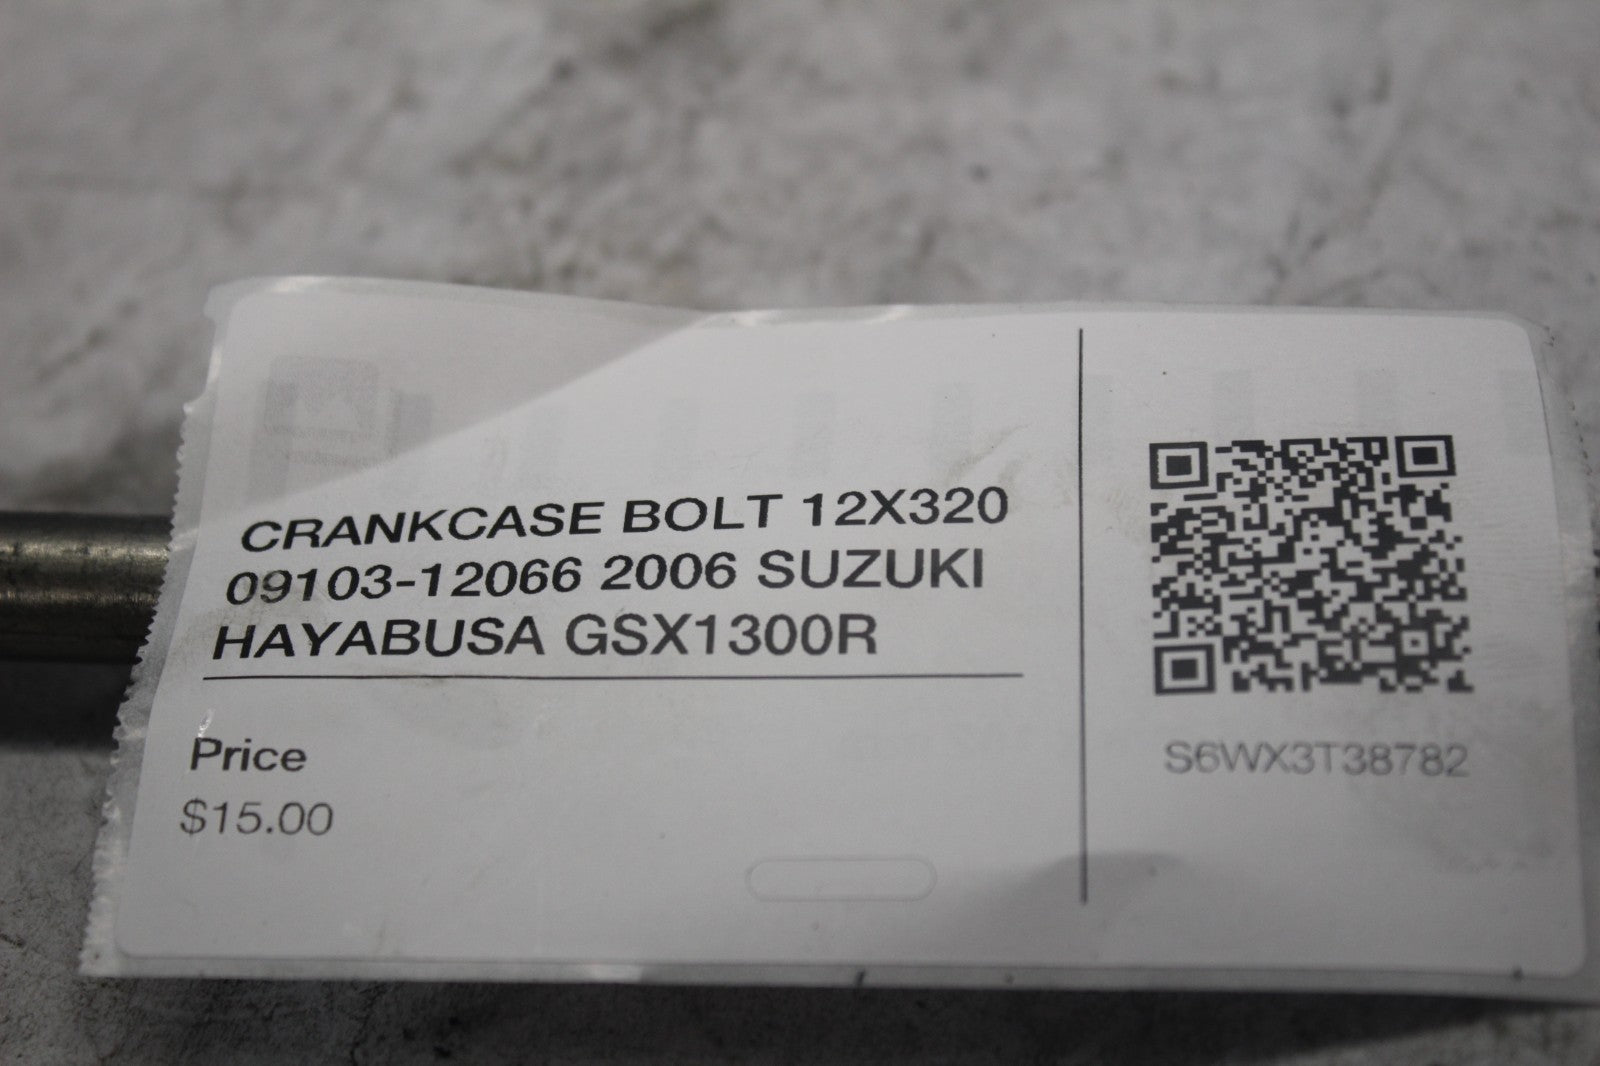 CRANKCASE BOLT 12X320
09103-12066 2006 SUZUKI
HAYABUSA GSX1300R
Price
$15.00
S6WX3T38782